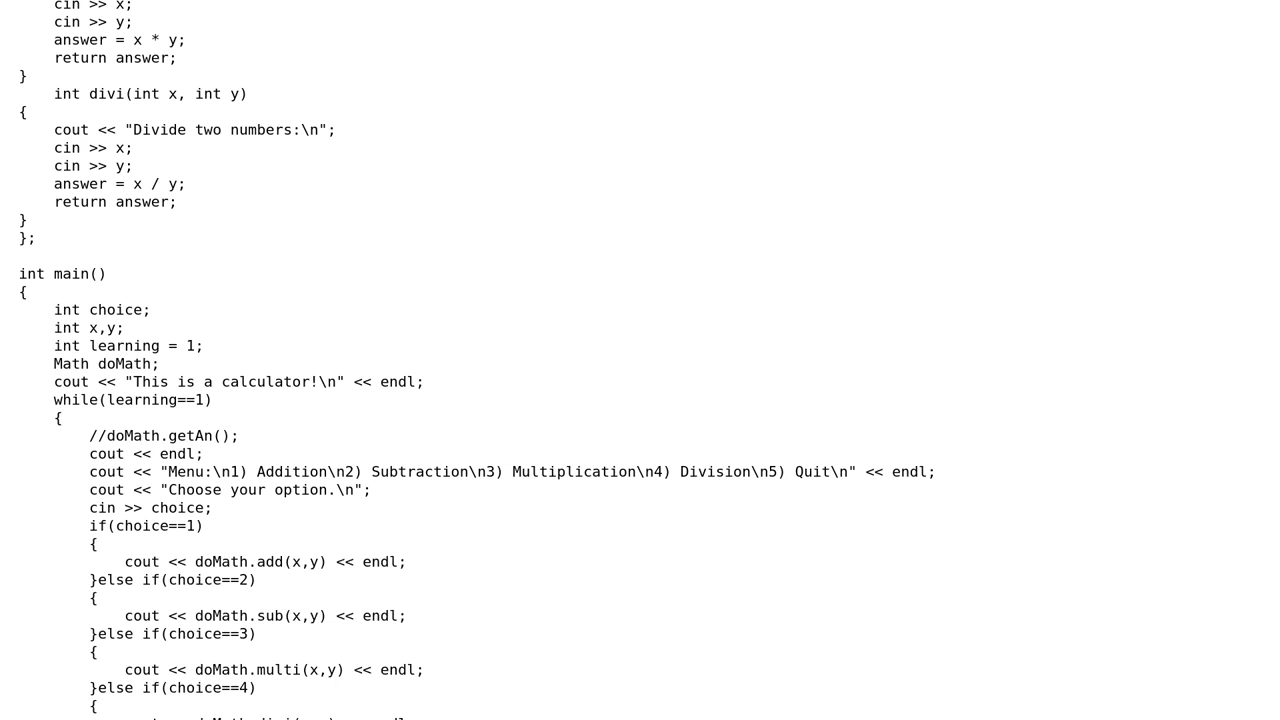 cin >> x;
    cin >> y;
    answer = x * y;
    return answer;
}
    int divi(int x, int y)
{
    cout << "Divide two numbers:\n";
    cin >> x;
    cin >> y;
    answer = x / y;
    return answer;
}
};

int main()
{
    int choice;
    int x,y;
    int learning = 1;
    Math doMath;
    cout << "This is a calculator!\n" << endl;
    while(learning==1)
    {
        //doMath.getAn();
        cout << endl;
        cout << "Menu:\n1) Addition\n2) Subtraction\n3) Multiplication\n4) Division\n5) Quit\n" << endl;
        cout << "Choose your option.\n";
        cin >> choice;
        if(choice==1)
        {
            cout << doMath.add(x,y) << endl;
        }else if(choice==2)
        {
            cout << doMath.sub(x,y) << endl;
        }else if(choice==3)
        {
            cout << doMath.multi(x,y) << endl;
        }else if(choice==4)
        {